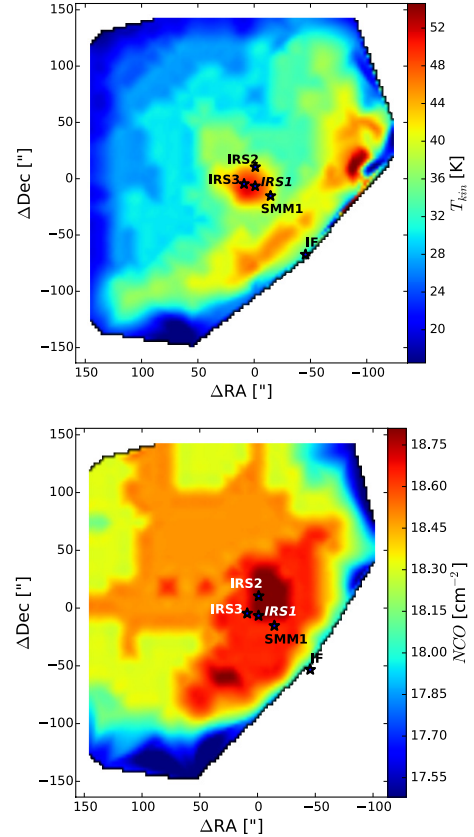 150
100
50
0
−50
−100
−150
ΔDec ["]
IRS2
IRS3
IRS1
SMM1
IF
150 100 50 0 −50 −100
ΔRA ["]
52
48
44
40
36
32
28
24
20
T_kin [K]
150
100
50
0
−50
−100
−150
ΔDec ["]
IRS2
IRS3
IRS1
SMM1
IF
150 100 50 0 −50 −100
ΔRA ["]
18.75
18.60
18.45
18.30
18.15
18.00
17.85
17.70
17.55
NCO [cm⁻²]